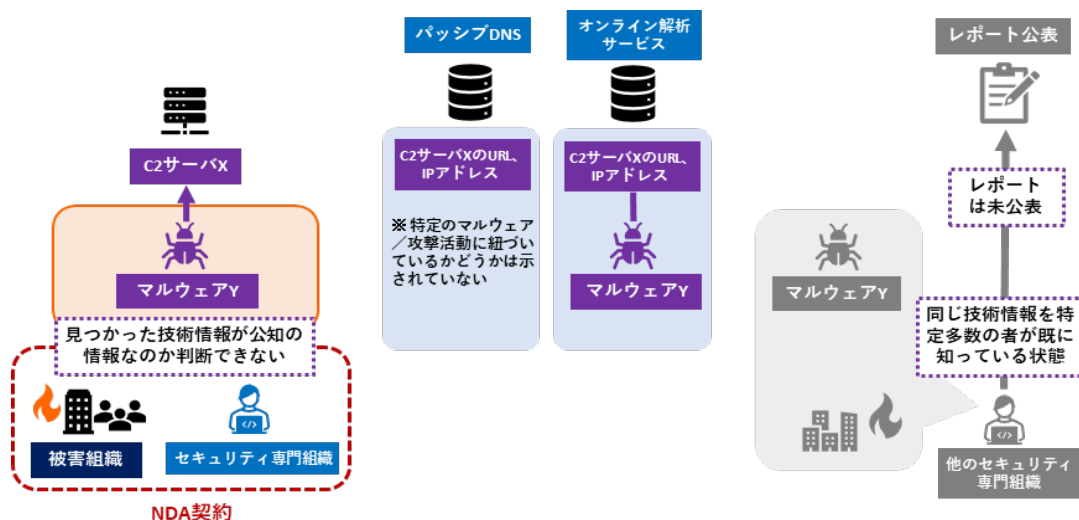 C2サーバX
マルウェアY
見つかった技術情報が公知の
情報なのか判断できない
被害組織
セキュリティ専門組織
NDA契約
パッシブDNS
C2サーバXのURL、
IPアドレス
※ 特定のマルウェア
／攻撃活動に紐づい
ているかどうかは示
されていない
オンライン解析
サービス
C2サーバXのURL、
IPアドレス
マルウェアY
レポート公表
レポート
は未公表
マルウェアY
同じ技術情報を特
定多数の者が既に
知っている状態
</>
</>
他のセキュリティ
専門組織